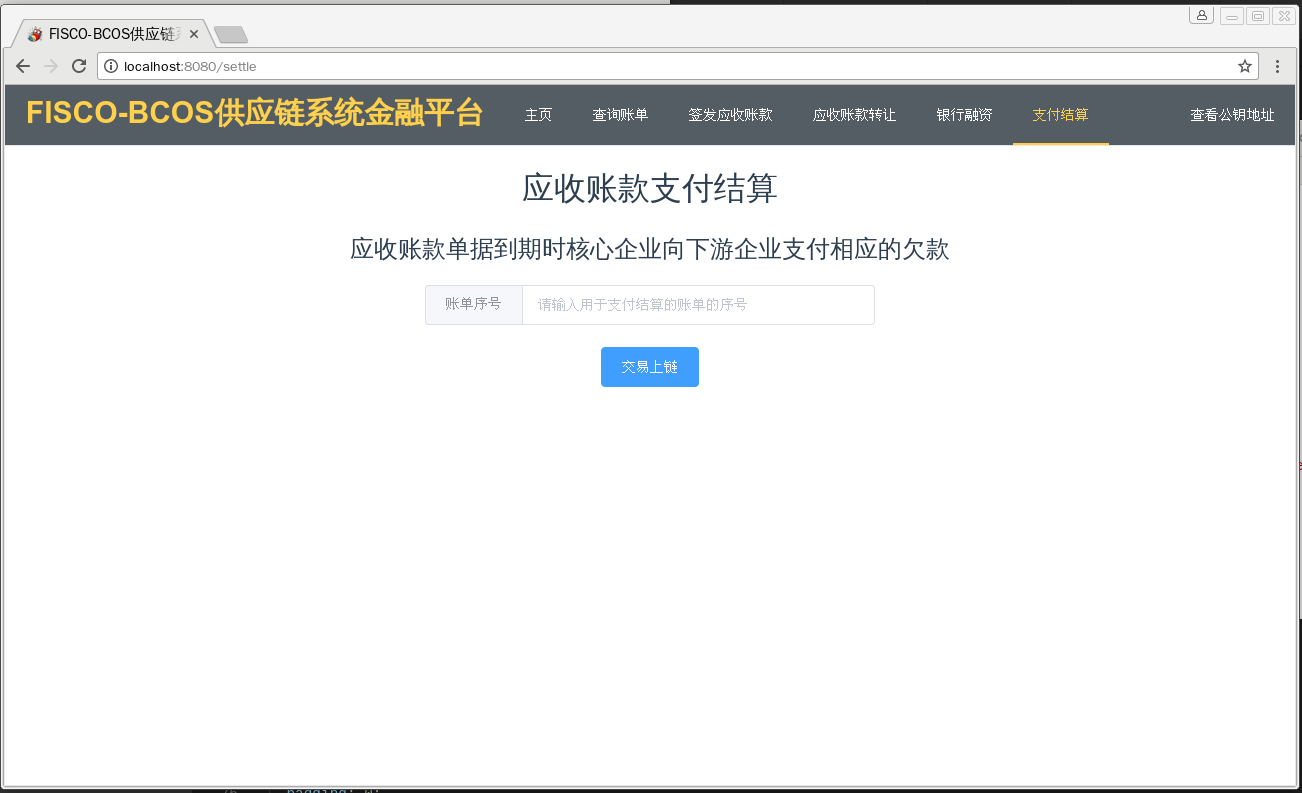 FISCO-BCOS供应链
localhost:8080/settle
FISCO-BCOS供应链系统金融平台 主页 查询账单 签发应收账款 应收账款转让 银行融资 支付结算 查看公钥地址
应收账款支付结算
应收账款单据到期时核心企业向下游企业支付相应的欠款
账单序号 请输入用于支付结算的账单的序号
交易上链